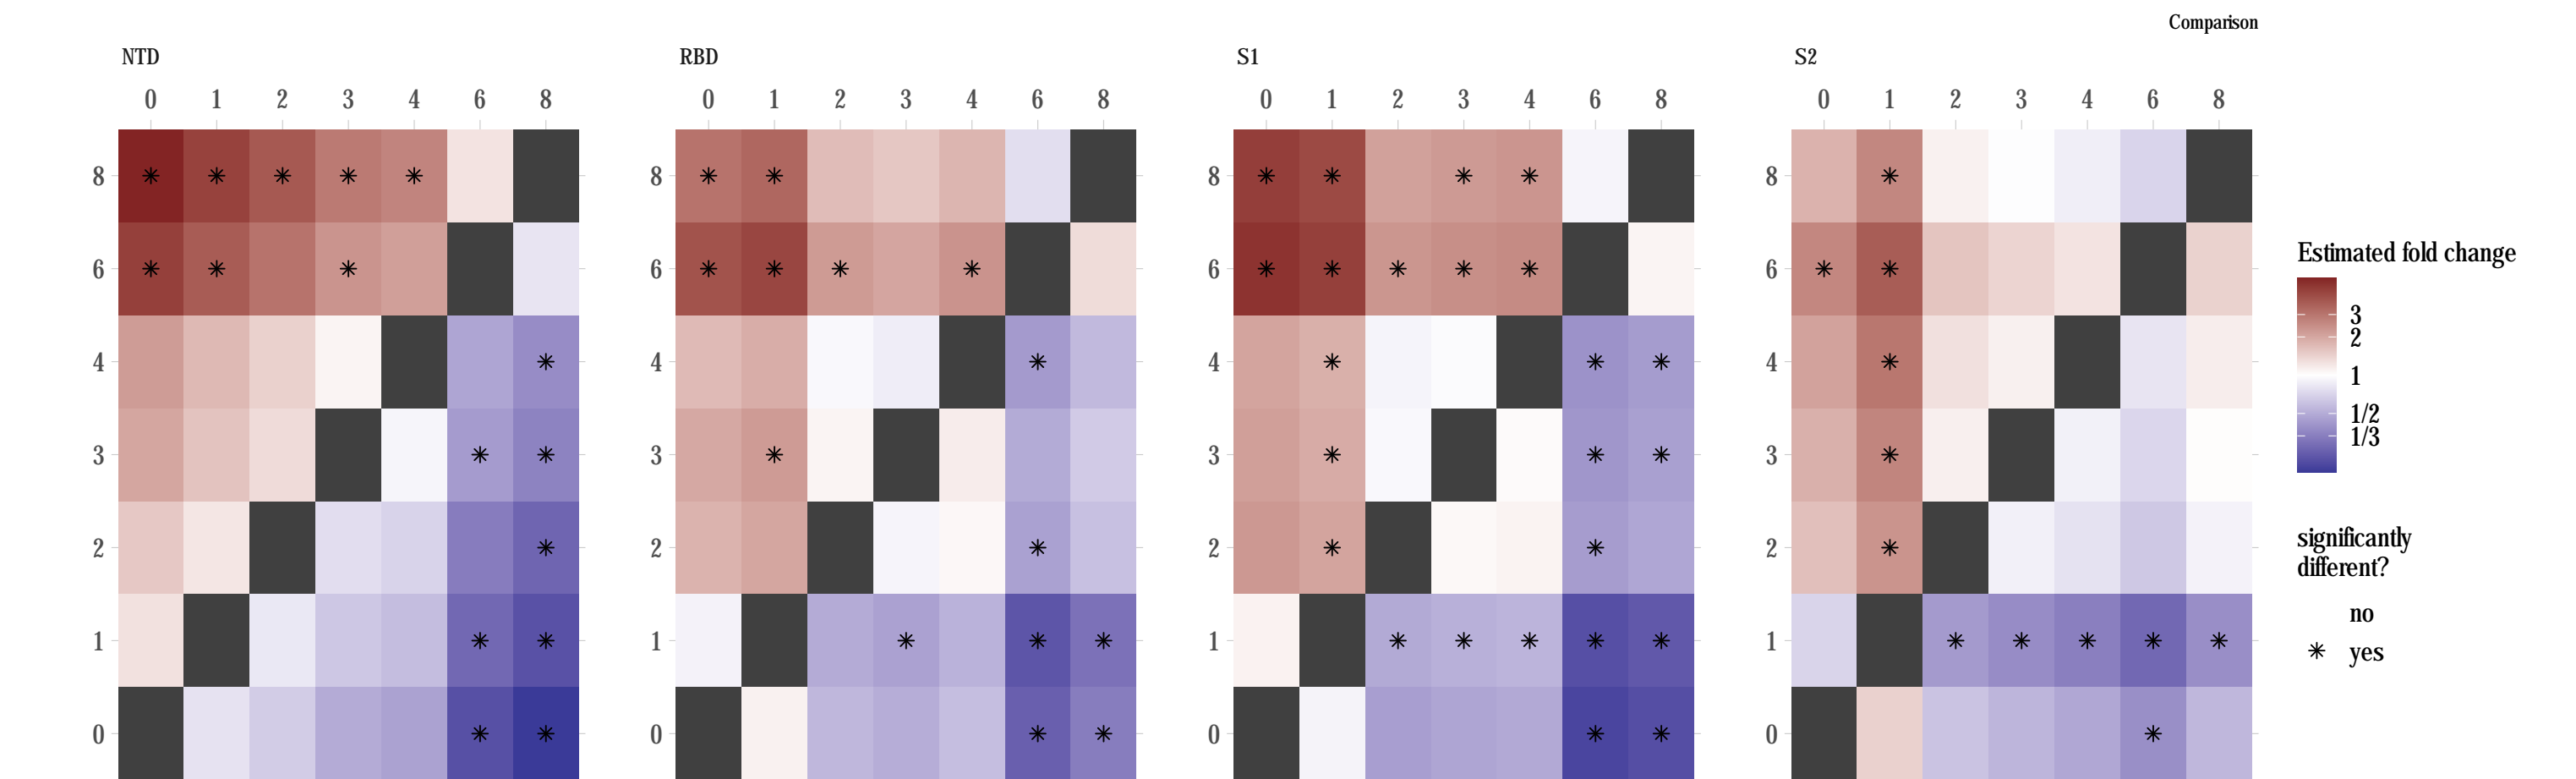 Comparison
NTD RBD S1 S2
0 1 2 3 4 6 8 0 1 2 3 4 6 8 0 1 2 3 4 6 8 0 1 2 3 4 6 8
8 8 8 8
6 6 6 6
4 4 4 4
3 3 3 3
2 2 2 2
1 1 1 1
0 0 0 0
Estimated fold change
3
2
1
1/2
1/3
significantly
different?
no
yes